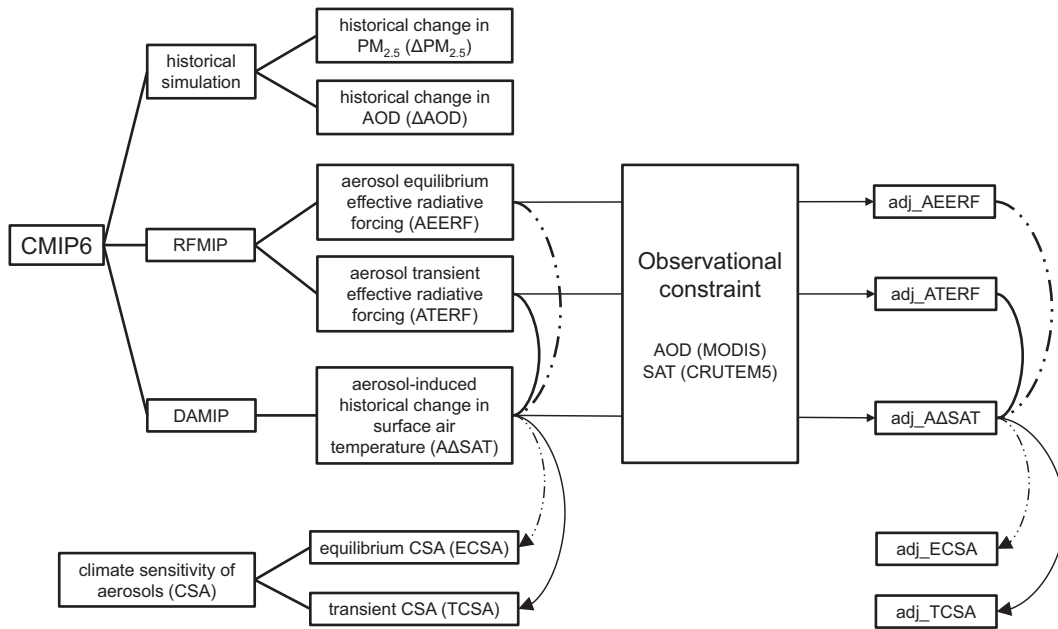 CMIP6
historical
simulation
historical change in
PM2.5 (ΔPM2.5)
historical change in
AOD (ΔAOD)
RFMIP
aerosol equilibrium
effective radiative
forcing (AEERF)
aerosol transient
effective radiative
forcing (ATERF)
DAMIP
aerosol-induced
historical change in
surface air
temperature (AΔSAT)
climate sensitivity of
aerosols (CSA)
equilibrium CSA (ECSA)
transient CSA (TCSA)
Observational
constraint
AOD (MODIS)
SAT (CRUTEM5)
adj_AEERF
adj_ATERF
adj_AΔSAT
adj_ECSA
adj_TCSA